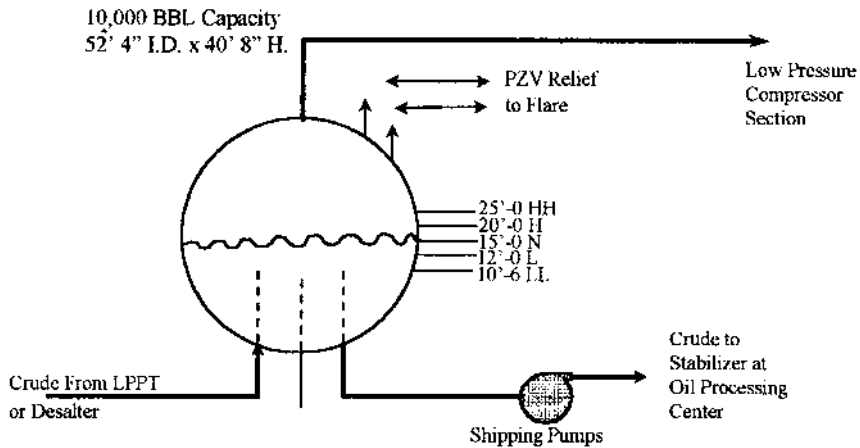 10,000 BBL Capacity
52' 4" I.D. x 40' 8" H.
PZV Relief
to Flare
Low Pressure
Compressor
Section
25'-0 HH
20'-0 H
15'-0 N
12'-0 L
10'-6 LL
Crude From LPPT
or Desalter
Crude to
Stabilizer at
Oil Processing
Center
Shipping Pumps